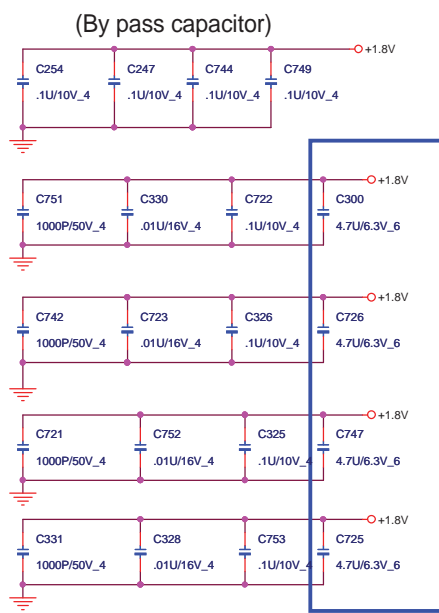 (By pass capacitor)
+1.8V
C254 C247 C744 C749
.1U/10V_4 .1U/10V_4 .1U/10V_4 .1U/10V_4
+1.8V
C751 C330 C722 C300
1000P/50V_4 .01U/16V_4 .1U/10V_4 4.7U/6.3V_6
+1.8V
C742 C723 C326 C726
1000P/50V_4 .01U/16V_4 .1U/10V_4 4.7U/6.3V_6
+1.8V
C721 C752 C325 C747
1000P/50V_4 .01U/16V_4 .1U/10V_4 4.7U/6.3V_6
+1.8V
C331 C328 C753 C725
1000P/50V_4 .01U/16V_4 .1U/10V_4 4.7U/6.3V_6